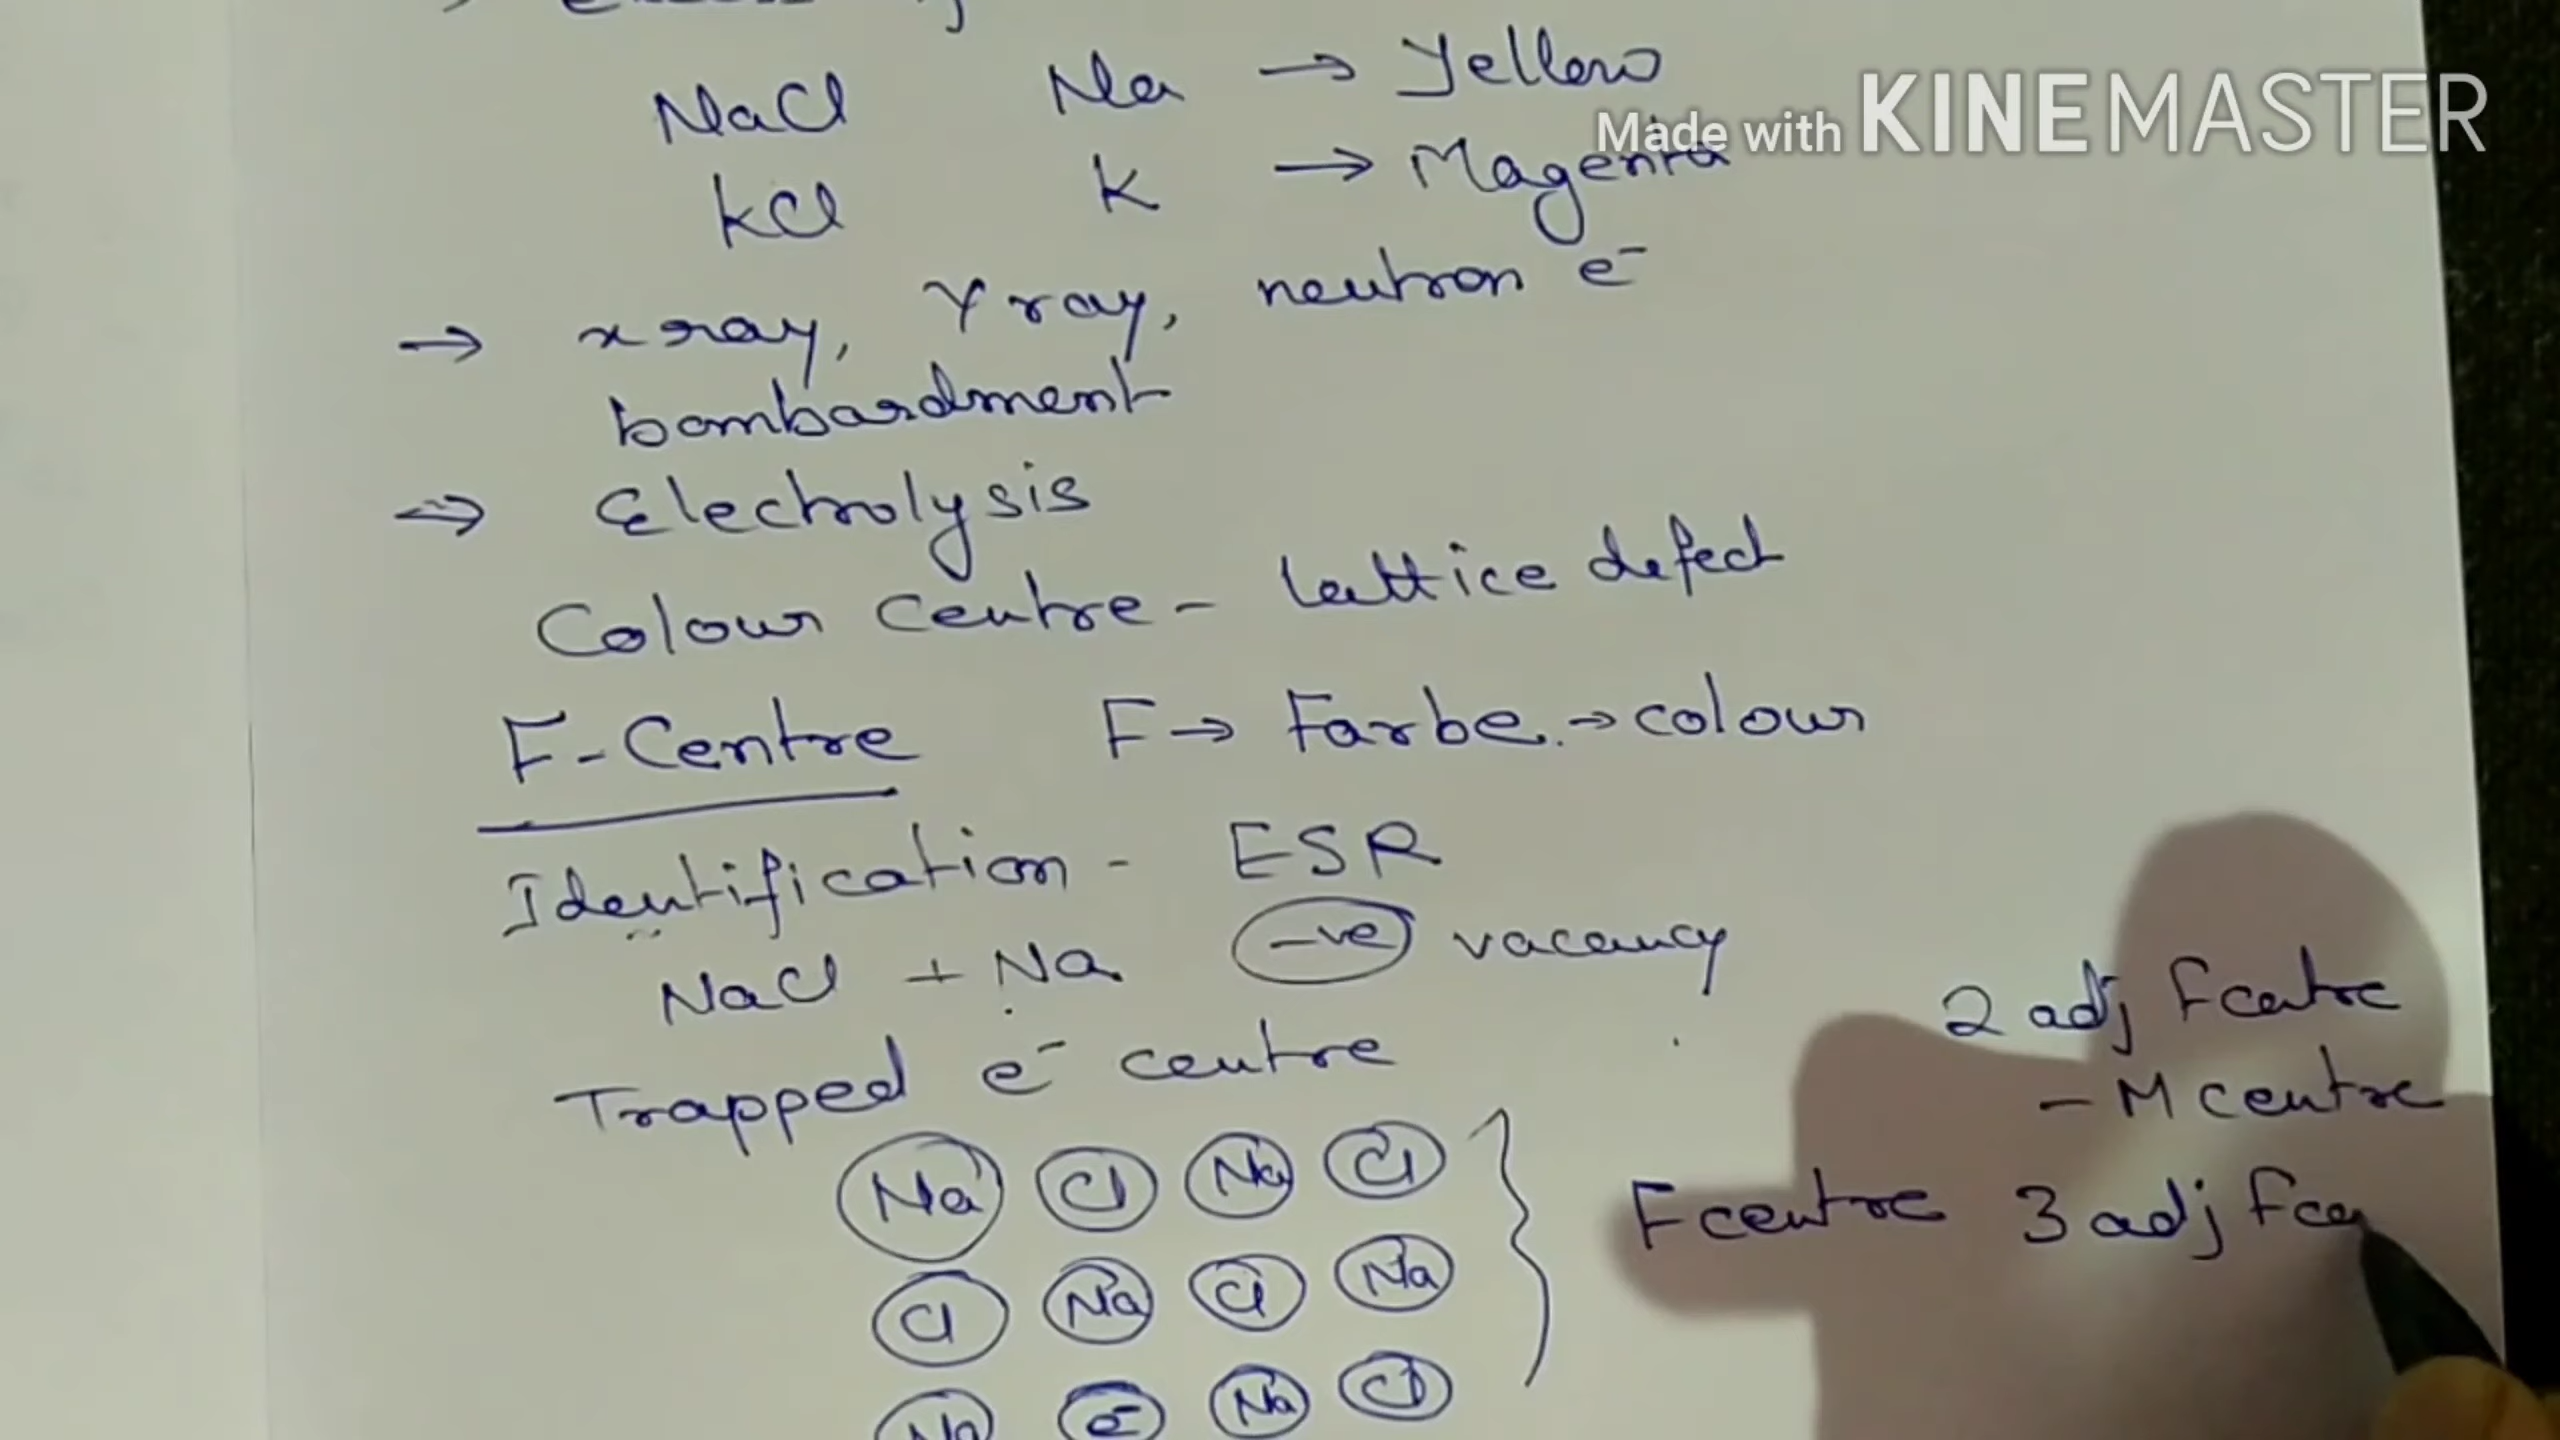 NaCl Na → Yellow
Made with KINEMASTER
KCl K → Magenta
→ x ray, γ ray, neutron e⁻
bombardment
→ Electrolysis
Colour Centre - lattice defect
F-Centre F → Farbe. → colour
Identification - ESR
NaCl + Na -ve vacancy
2 adj F centre
Trapped e⁻ centre
- M centre
Na Cl Na Cl
F centre 3 adj F cen
Cl Na Cl Na
Na e⁻ Na Cl